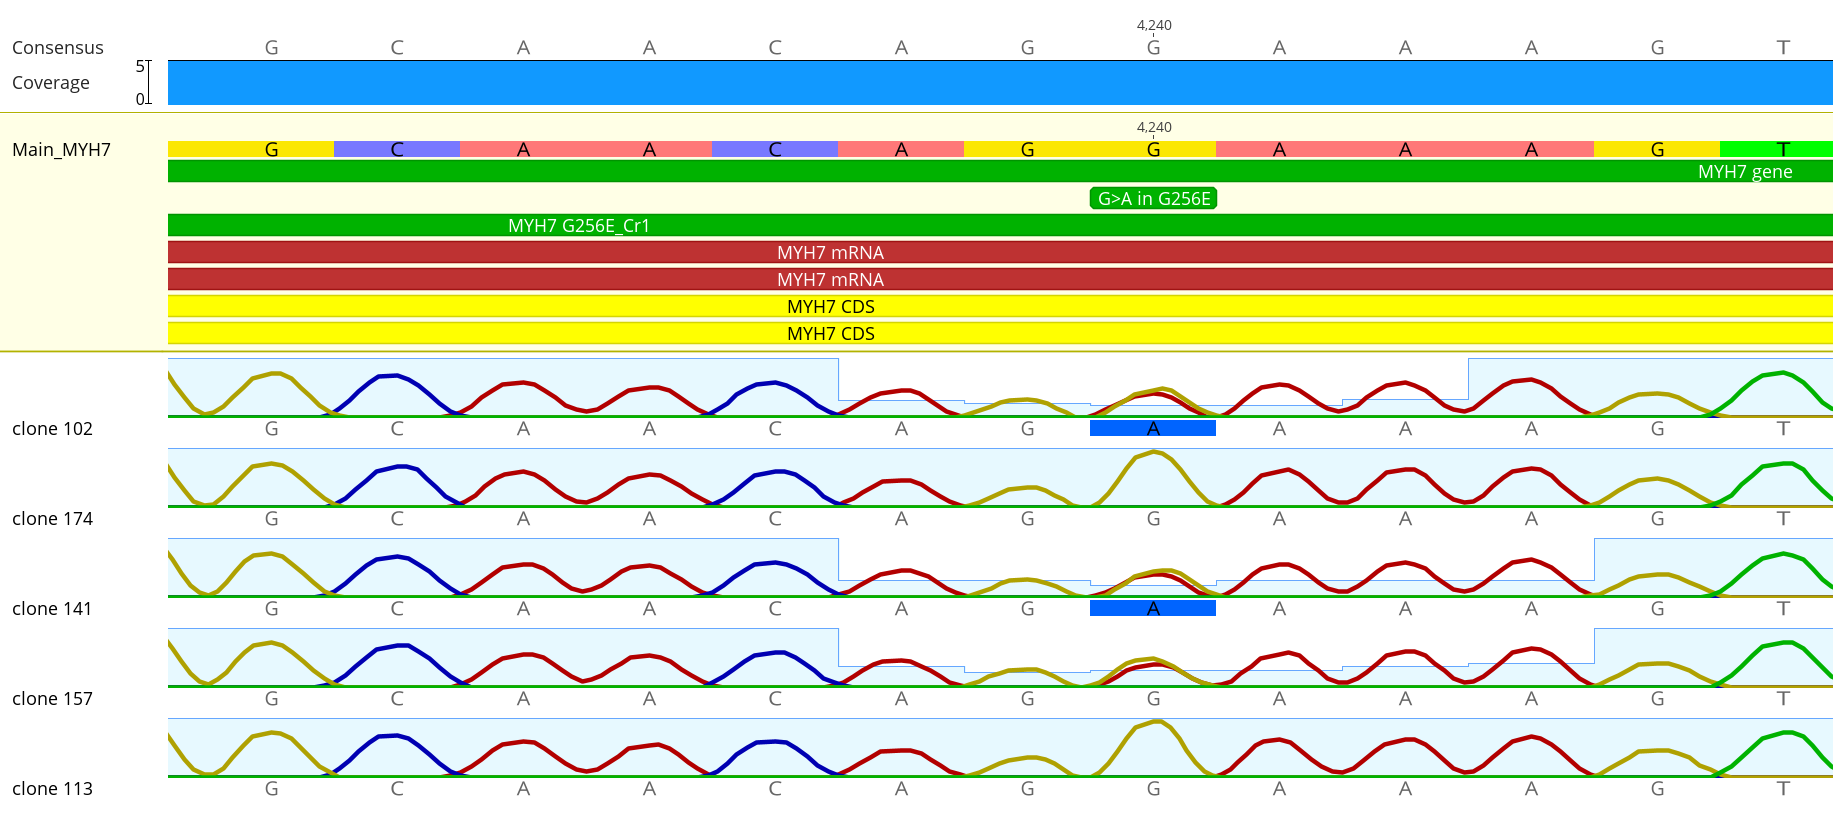 4,240
Consensus G C A A C A G G A A A G T
5
Coverage
0
4,240
Main_MYH7 G C A A C A G G A A A G T
MYH7 gene
G>A in G256E
MYH7 G256E_Cr1
MYH7 mRNA
MYH7 mRNA
MYH7 CDS
MYH7 CDS
clone 102 G C A A C A G A A A A G T
clone 174 G C A A C A G G A A A G T
clone 141 G C A A C A G A A A A G T
clone 157 G C A A C A G G A A A G T
clone 113 G C A A C A G G A A A G T